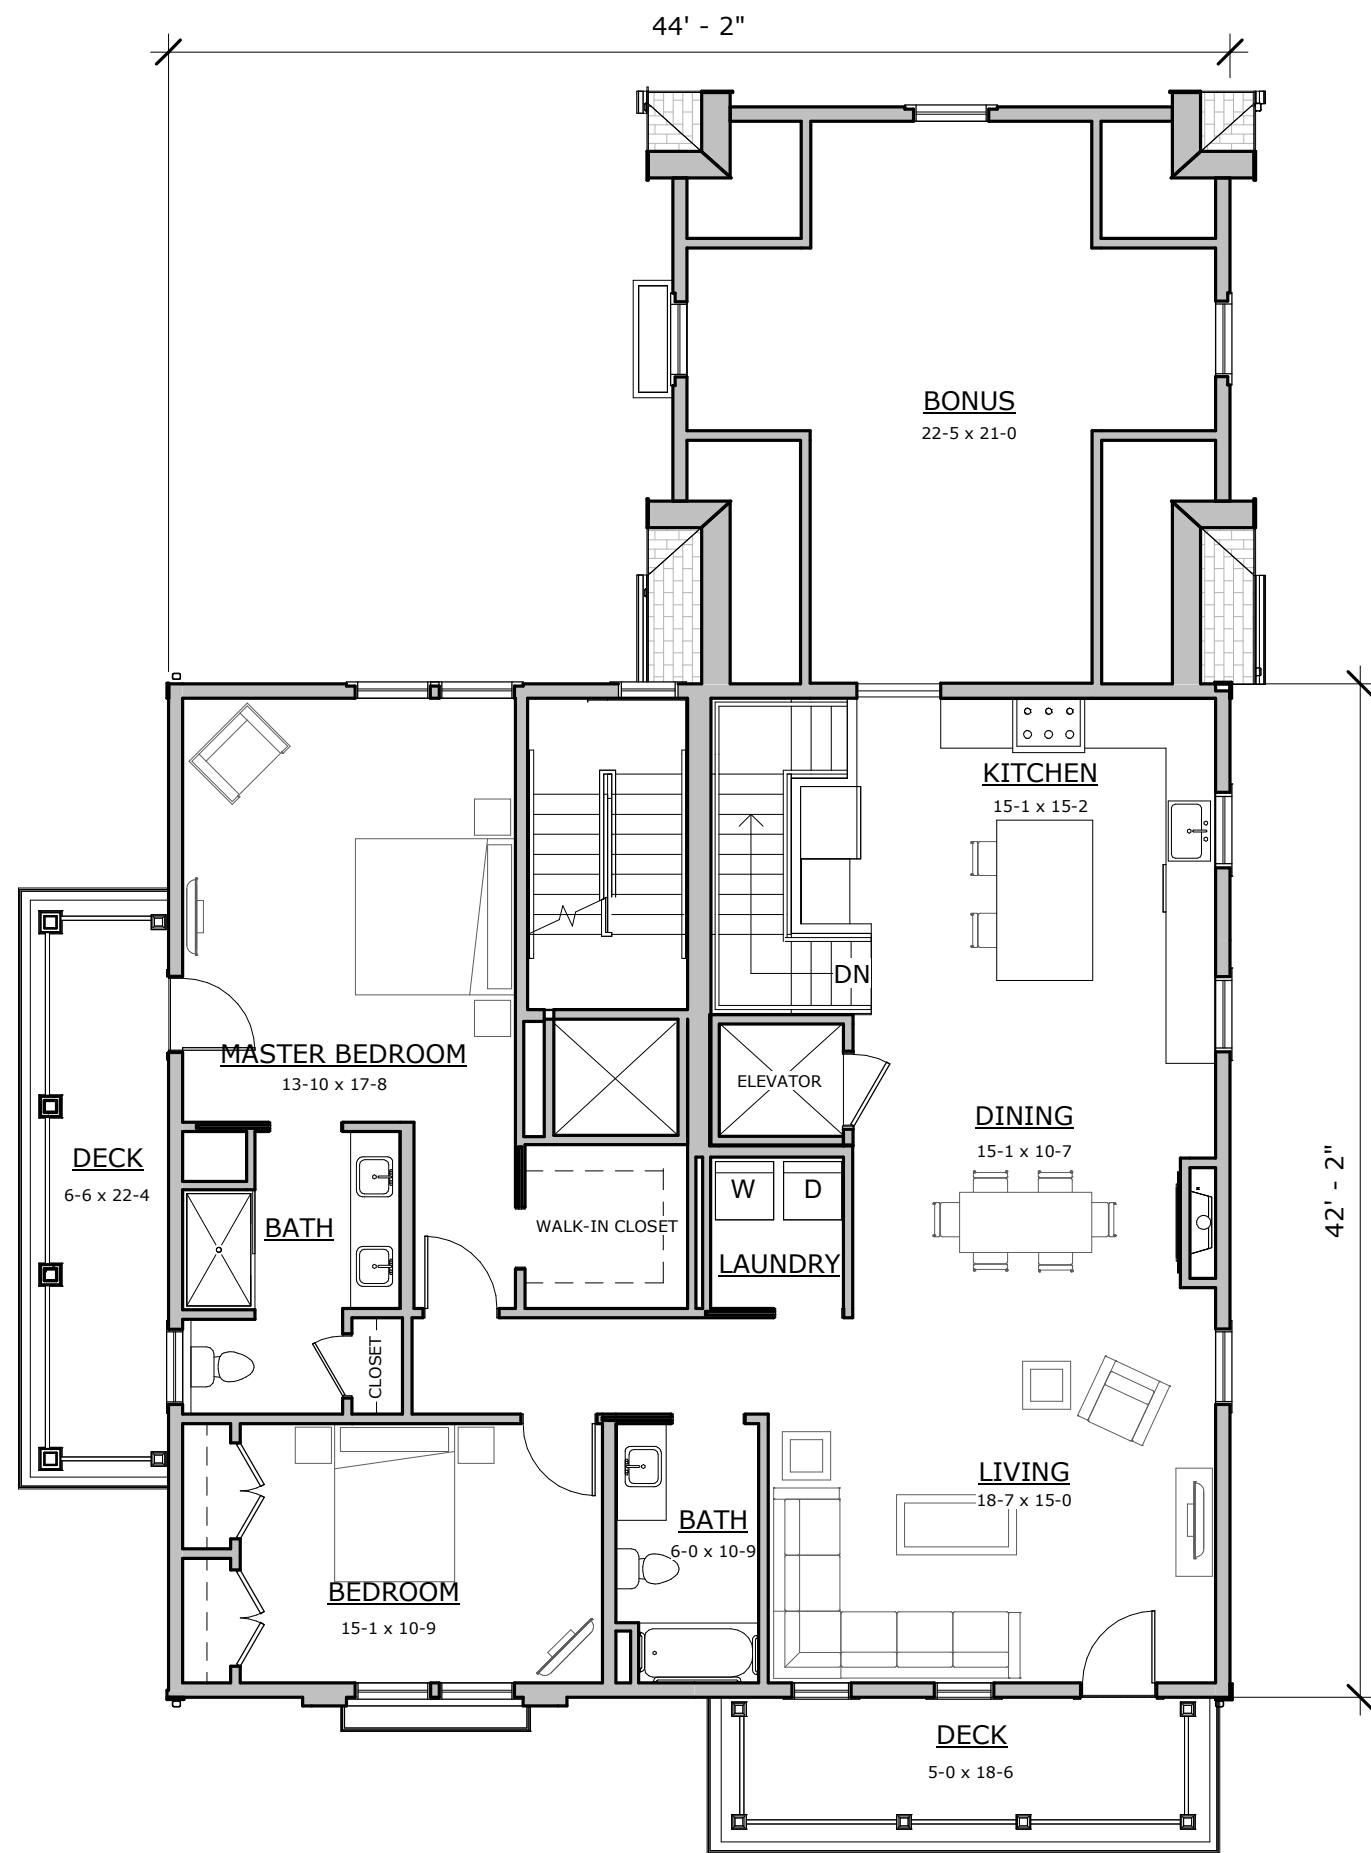 44' - 2"
BONUS
22-5 x 21-0
KITCHEN
15-1 x 15-2
DN
MASTER BEDROOM
13-10 x 17-8
ELEVATOR
DINING
15-1 x 10-7
DECK
6-6 x 22-4
W
D
BATH
WALK-IN CLOSET
LAUNDRY
42' - 2"
CLOSET
LIVING
18-7 x 15-0
BATH
6-0 x 10-9
BEDROOM
15-1 x 10-9
DECK
5-0 x 18-6